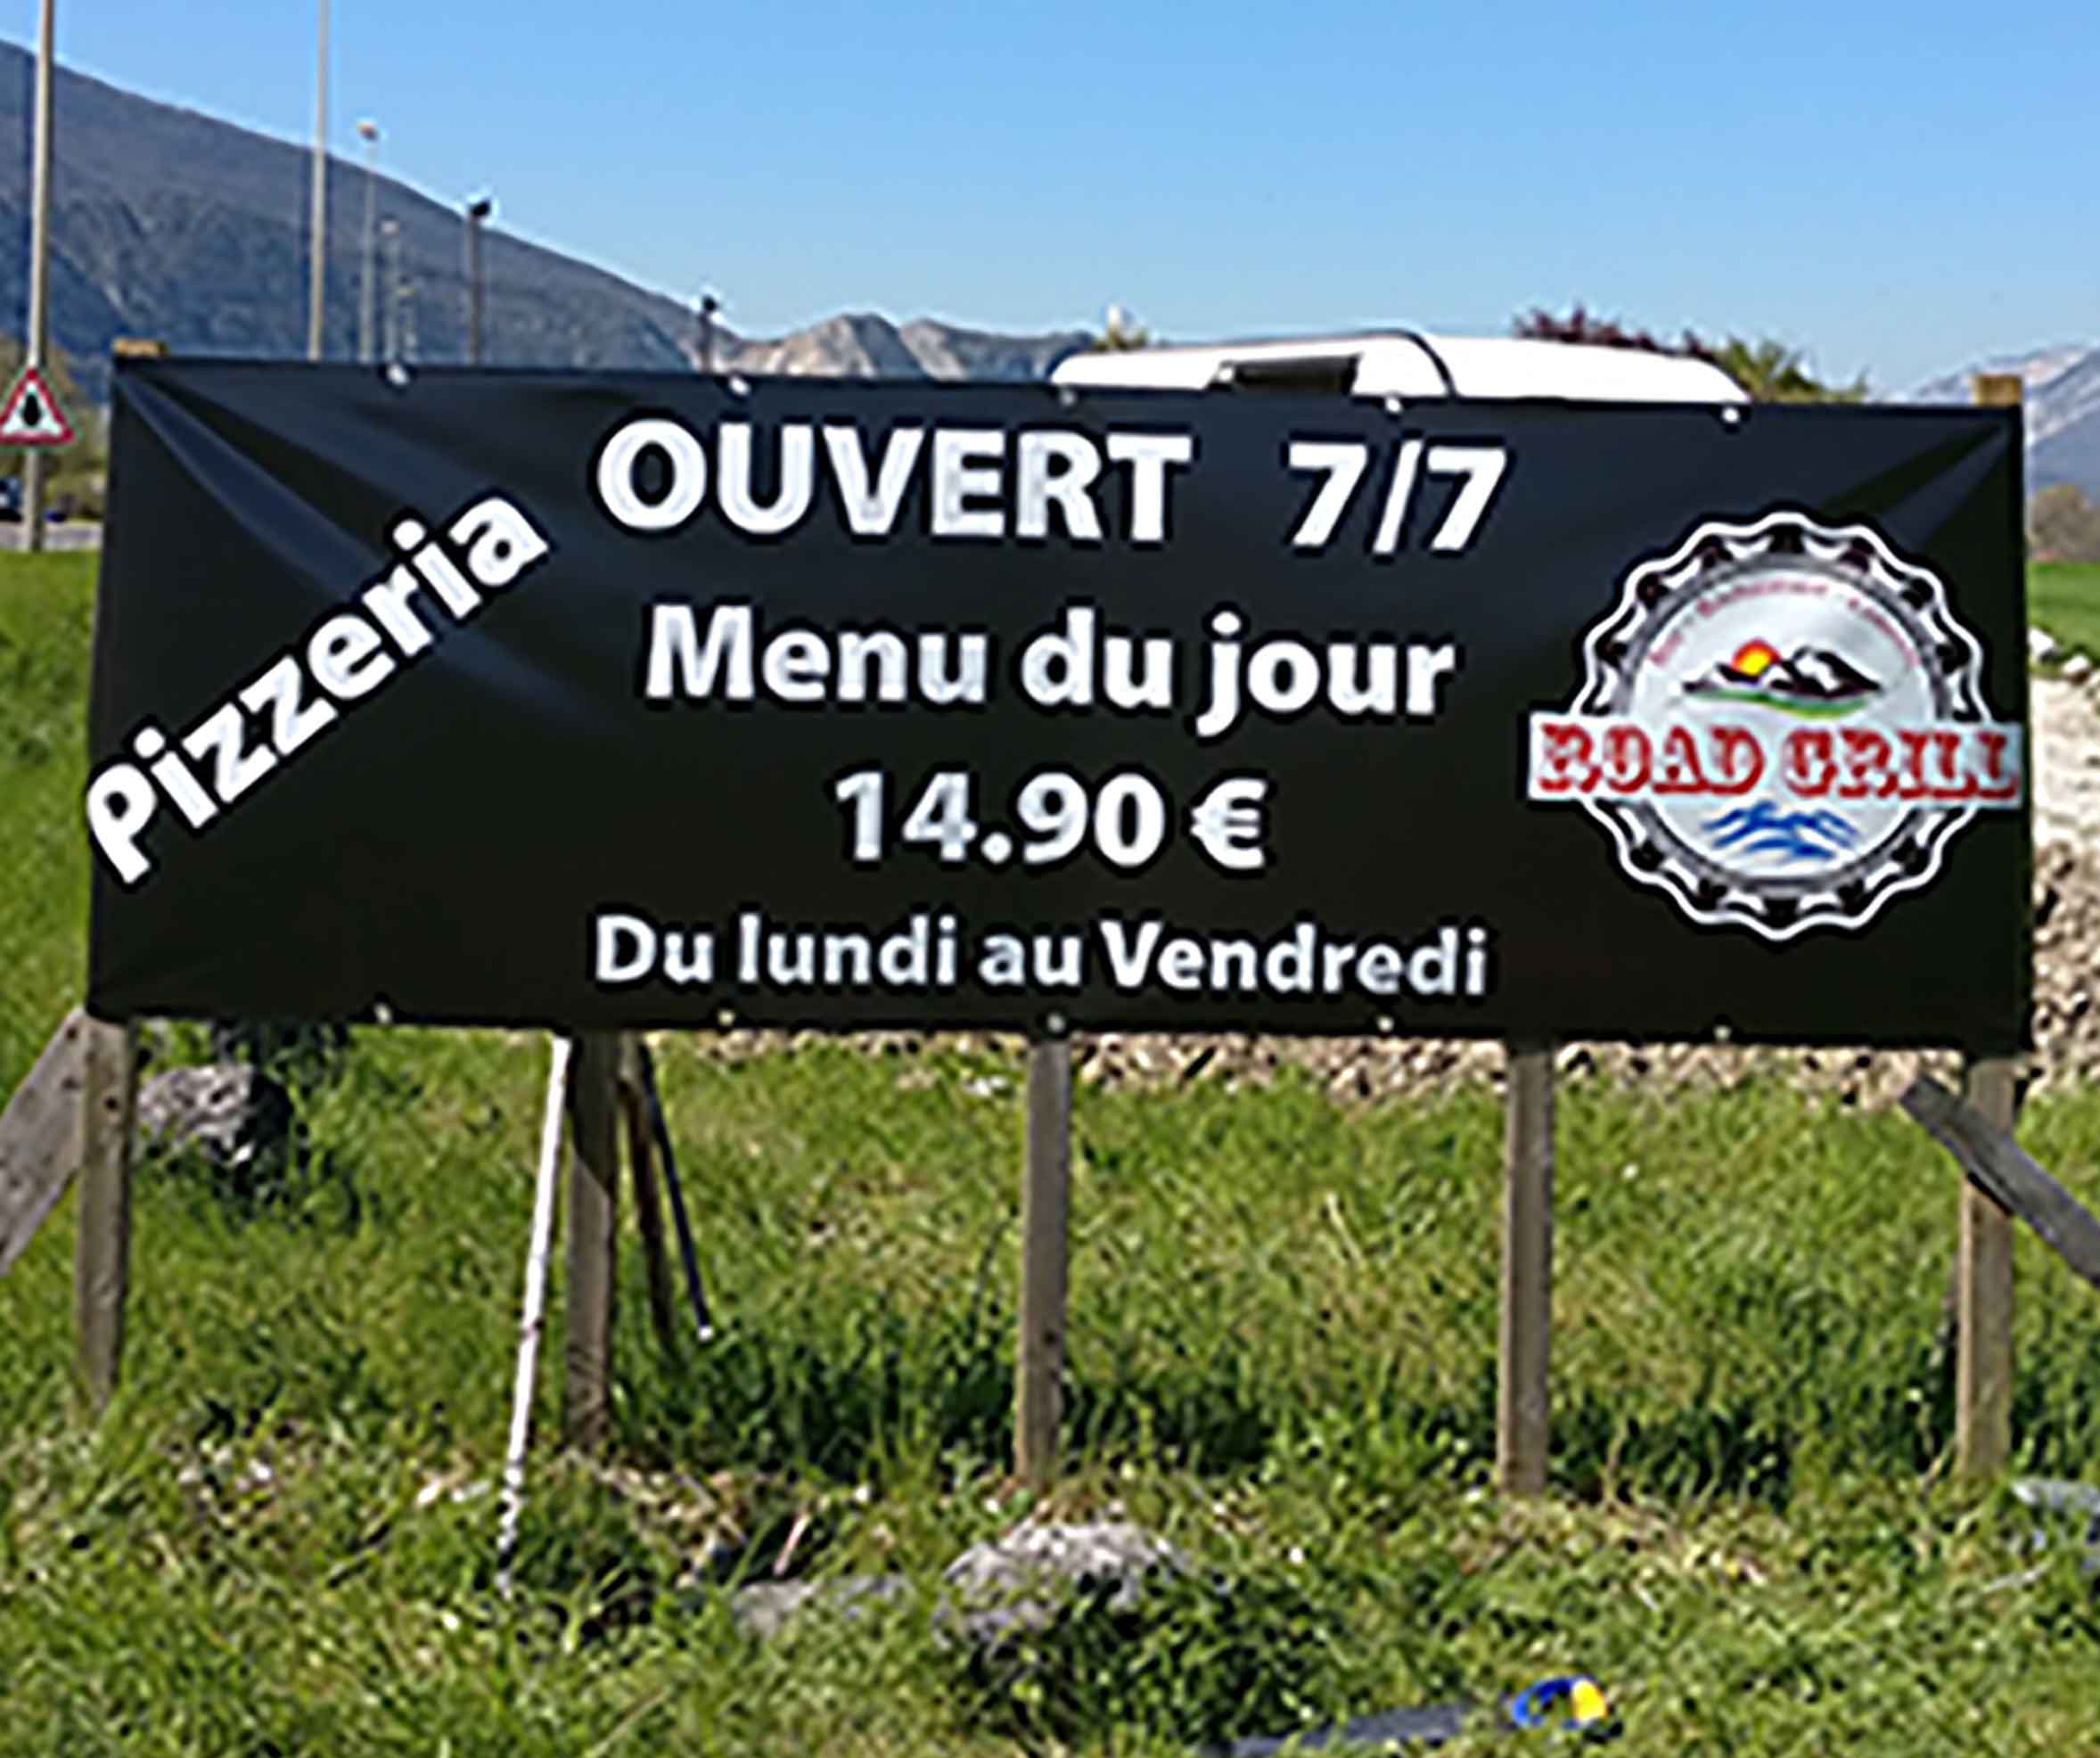 Pizzeria
OUVERT 7/7
Menu du jour
14.90 €
Du lundi au Vendredi
ROAD GRILL